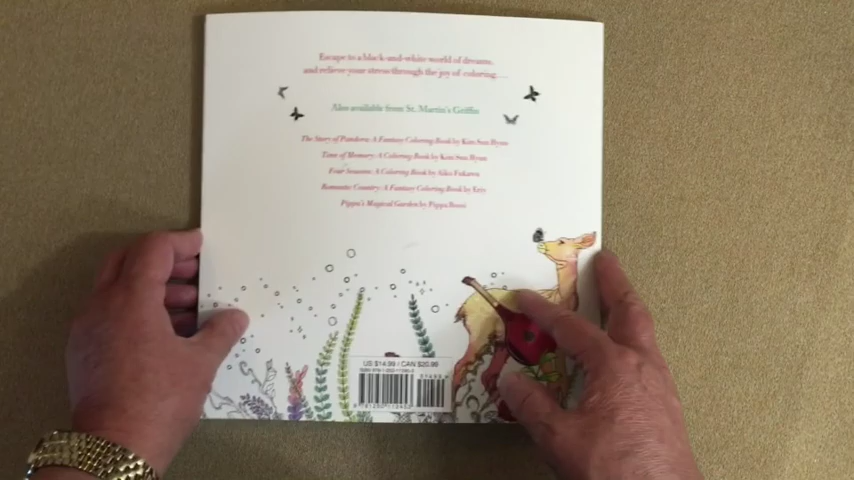 Escape to a black-and-white world of dreams,
and relieve your stress through the joy of coloring....
Also available from St. Martin's Griffin
The Story of Pandora: A Fantasy Coloring Book by Kim Sun Hyun
Time of Memory: A Coloring Book by Kim Sun Hyun
Four Seasons: A Coloring Book by Aiko Fukawa
Romantic Country: A Fantasy Coloring Book by Eriy
Pippa's Magical Garden by Pippa
US $14.99 / CAN $20.99